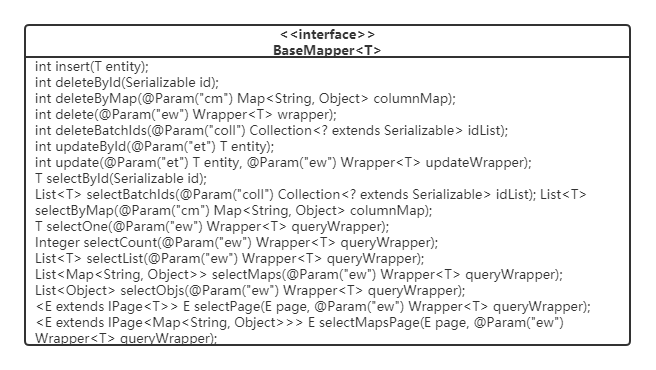 <<interface>>
BaseMapper<T>
int insert(T entity);
int deleteById(Serializable id);
int deleteByMap(@Param("cm") Map<String, Object> columnMap);
int delete(@Param("ew") Wrapper<T> wrapper);
int deleteBatchIds(@Param("coll") Collection<? extends Serializable> idList);
int updateById(@Param("et") T entity);
int update(@Param("et") T entity, @Param("ew") Wrapper<T> updateWrapper);
T selectById(Serializable id);
List<T> selectBatchIds(@Param("coll") Collection<? extends Serializable> idList); List<T>
selectByMap(@Param("cm") Map<String, Object> columnMap);
T selectOne(@Param("ew") Wrapper<T> queryWrapper);
Integer selectCount(@Param("ew") Wrapper<T> queryWrapper);
List<T> selectList(@Param("ew") Wrapper<T> queryWrapper);
List<Map<String, Object>> selectMaps(@Param("ew") Wrapper<T> queryWrapper);
List<Object> selectObjs(@Param("ew") Wrapper<T> queryWrapper);
<E extends IPage<T>> E selectPage(E page, @Param("ew") Wrapper<T> queryWrapper);
<E extends IPage<Map<String, Object>>> E selectMapsPage(E page, @Param("ew")
Wrapper<T> queryWrapper);